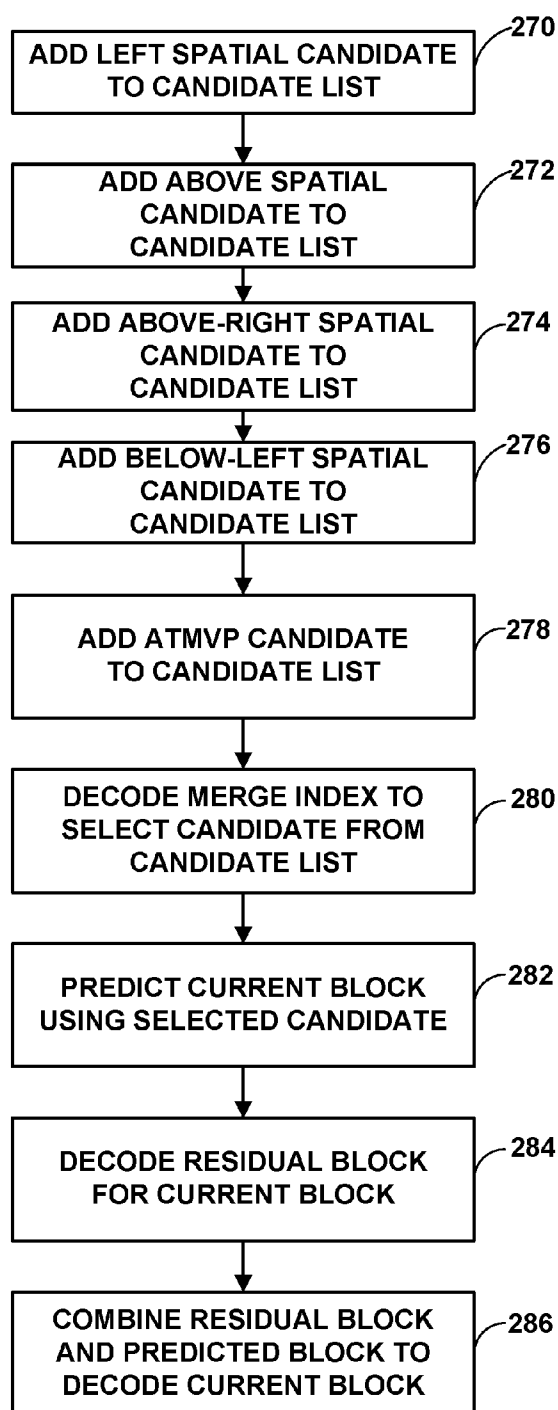 270
ADD LEFT SPATIAL CANDIDATE
TO CANDIDATE LIST
272
ADD ABOVE SPATIAL
CANDIDATE TO
CANDIDATE LIST
274
ADD ABOVE-RIGHT SPATIAL
CANDIDATE TO
CANDIDATE LIST
276
ADD BELOW-LEFT SPATIAL
CANDIDATE TO
CANDIDATE LIST
278
ADD ATMVP CANDIDATE
TO CANDIDATE LIST
280
DECODE MERGE INDEX TO
SELECT CANDIDATE FROM
CANDIDATE LIST
282
PREDICT CURRENT BLOCK
USING SELECTED CANDIDATE
284
DECODE RESIDUAL BLOCK
FOR CURRENT BLOCK
286
COMBINE RESIDUAL BLOCK
AND PREDICTED BLOCK TO
DECODE CURRENT BLOCK